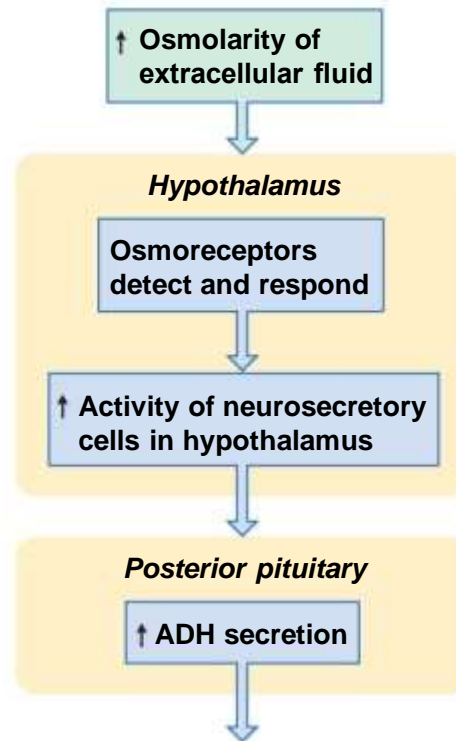 ↑ Osmolarity of
extracellular fluid
Hypothalamus
Osmoreceptors
detect and respond
↑ Activity of neurosecretory
cells in hypothalamus
Posterior pituitary
↑ ADH secretion